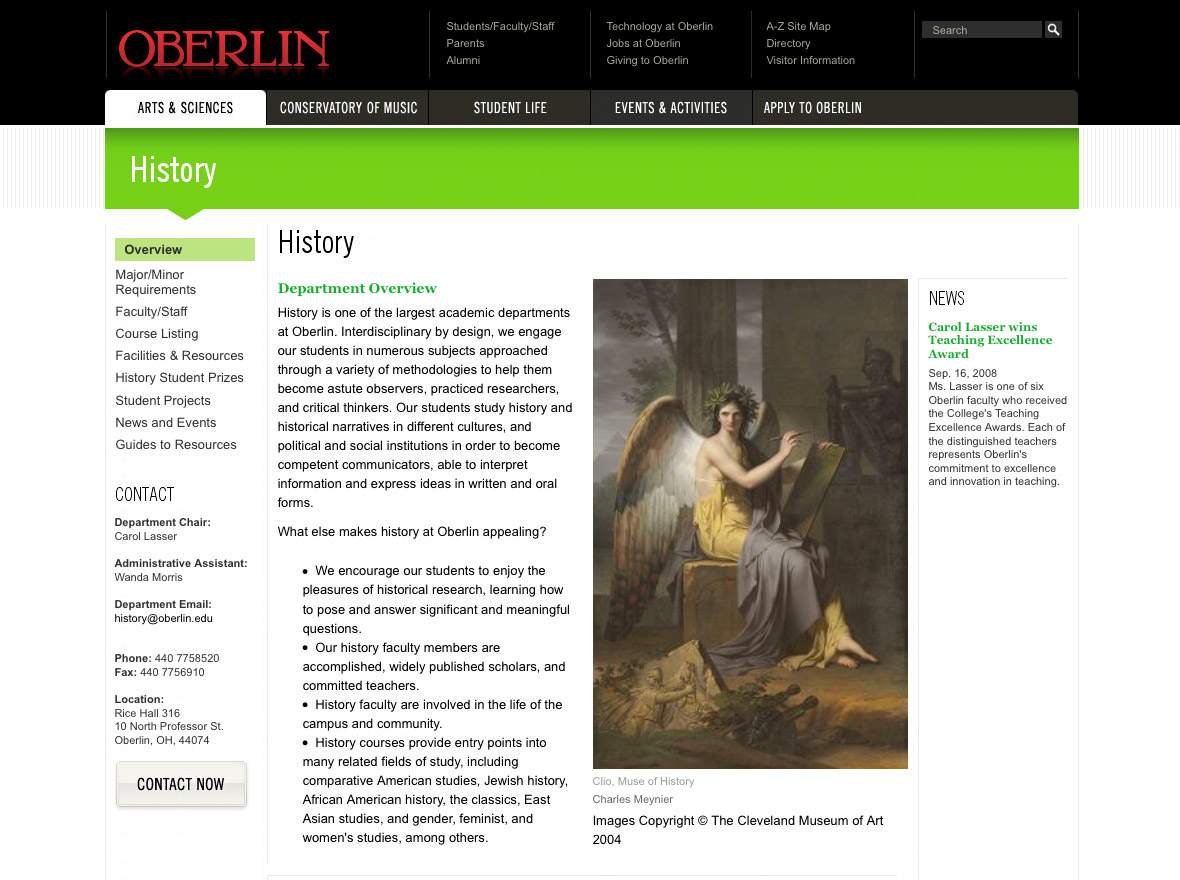 OBERLIN
Students/Faculty/Staff
Parents
Alumni
Technology at Oberlin
Jobs at Oberlin
Giving to Oberlin
A-Z Site Map
Directory
Visitor Information
Search
ARTS & SCIENCES
CONSERVATORY OF MUSIC
STUDENT LIFE
EVENTS & ACTIVITIES
APPLY TO OBERLIN
History
Overview
Major/Minor
Requirements
Faculty/Staff
Course Listing
Facilities & Resources
History Student Prizes
Student Projects
News and Events
Guides to Resources
CONTACT
Department Chair:
Carol Lasser
Administrative Assistant:
Wanda Morris
Department Email:
history@oberlin.edu
Phone: 440 7758520
Fax: 440 7756910
Location:
Rice Hall 316
10 North Professor St.
Oberlin, OH, 44074
CONTACT NOW
History
Department Overview
History is one of the largest academic departments
at Oberlin. Interdisciplinary by design, we engage
our students in numerous subjects approached
through a variety of methodologies to help them
become astute observers, practiced researchers,
and critical thinkers. Our students study history and
historical narratives in different cultures, and
political and social institutions in order to become
competent communicators, able to interpret
information and express ideas in written and oral
forms.
What else makes history at Oberlin appealing?
• We encourage our students to enjoy the
pleasures of historical research, learning how
to pose and answer significant and meaningful
questions.
• Our history faculty members are
accomplished, widely published scholars, and
committed teachers.
• History faculty are involved in the life of the
campus and community.
• History courses provide entry points into
many related fields of study, including
comparative American studies, Jewish history,
African American history, the classics, East
Asian studies, and gender, feminist, and
women's studies, among others.
Clio, Muse of History
Charles Meynier
Images Copyright © The Cleveland Museum of Art
2004
NEWS
Carol Lasser wins
Teaching Excellence
Award
Sep. 16, 2008
Ms. Lasser is one of six
Oberlin faculty who received
the College's Teaching
Excellence Awards. Each of
the distinguished teachers
represents Oberlin's
commitment to excellence
and innovation in teaching.